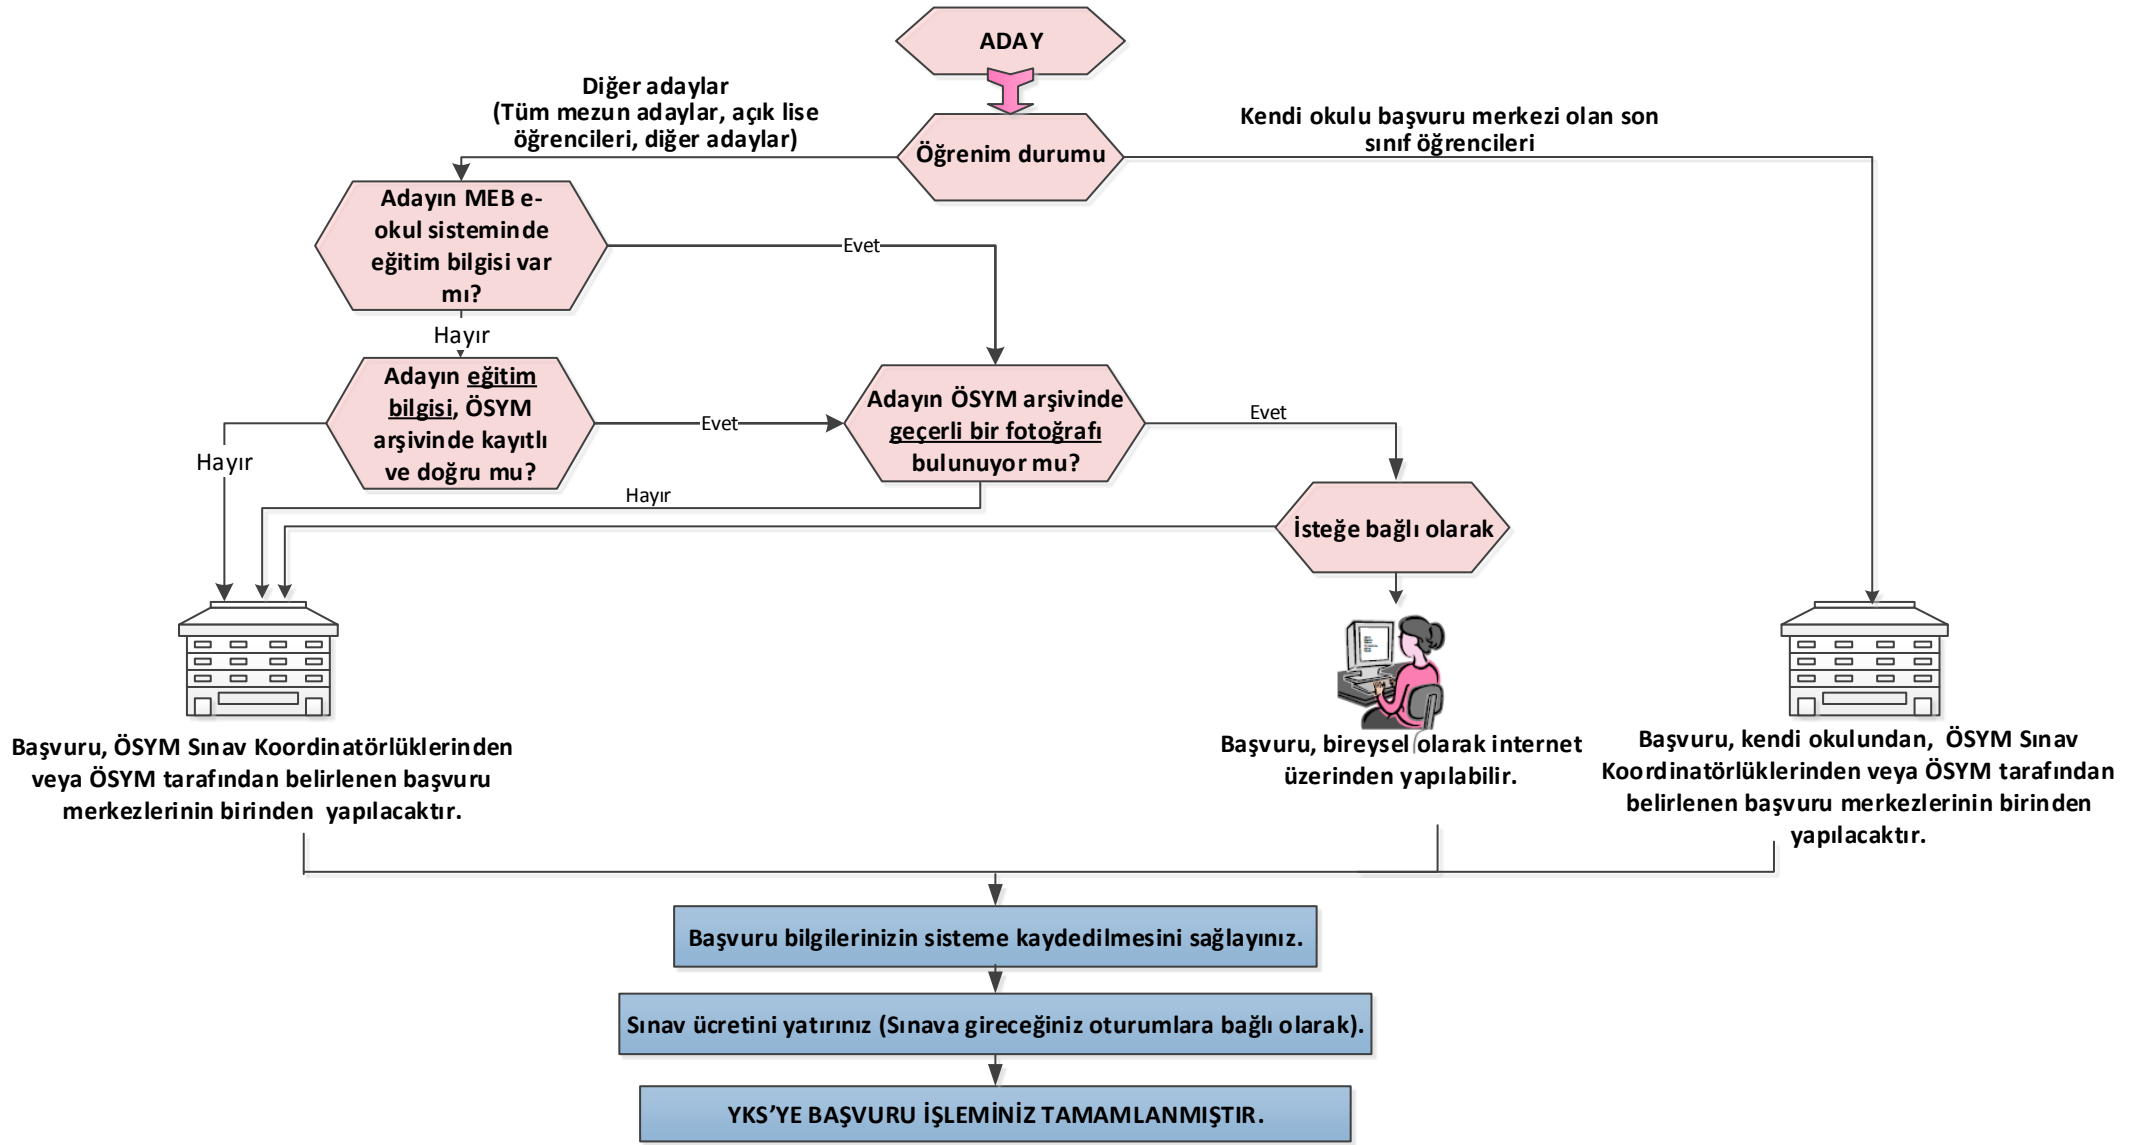 ADAY
Diğer adaylar
(Tüm mezun adaylar, açık lise
öğrencileri, diğer adaylar)
Kendi okulu başvuru merkezi olan son
sınıf öğrencileri
Öğrenim durumu
Adayın MEB e-
okul sisteminde
eğitim bilgisi var
mı?
Evet
Hayır
Adayın eğitim
bilgisi, ÖSYM
arşivinde kayıtlı
ve doğru mu?
Evet
Hayır
Adayın ÖSYM arşivinde
geçerli bir fotoğrafı
bulunuyor mu?
Evet
Hayır
İsteğe bağlı olarak
Başvuru, ÖSYM Sınav Koordinatörlüklerinden
veya ÖSYM tarafından belirlenen başvuru
merkezlerinin birinden yapılacaktır.
Başvuru, bireysel olarak internet
üzerinden yapılabilir.
Başvuru, kendi okulundan, ÖSYM Sınav
Koordinatörlüklerinden veya ÖSYM tarafından
belirlenen başvuru merkezlerinin birinden
yapılacaktır.
Başvuru bilgilerinizin sisteme kaydedilmesini sağlayınız.
Sınav ücretini yatırınız (Sınava gireceğiniz oturumlara bağlı olarak).
YKS'YE BAŞVURU İŞLEMİNİZ TAMAMLANMIŞTIR.